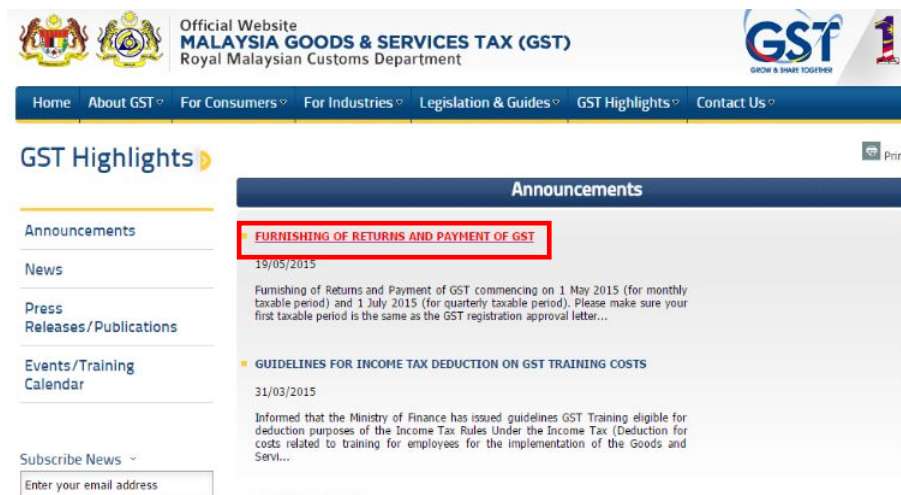 Official Website
MALAYSIA GOODS & SERVICES TAX (GST)
Royal Malaysian Customs Department
GST
GROW & SHARE TOGETHER
1
Home About GST For Consumers For Industries Legislation & Guides GST Highlights Contact Us
GST Highlights
Announcements
Announcements
News
Press
Releases/Publications
Events/Training
Calendar
Subscribe News
Enter your email address
FURNISHING OF RETURNS AND PAYMENT OF GST
19/05/2015
Furnishing of Returns and Payment of GST commencing on 1 May 2015 (for monthly
taxable period) and 1 July 2015 (for quarterly taxable period). Please make sure your
first taxable period is the same as the GST registration approval letter...
GUIDELINES FOR INCOME TAX DEDUCTION ON GST TRAINING COSTS
31/03/2015
Informed that the Ministry of Finance has issued guidelines GST Training eligible for
deduction purposes of the Income Tax Rules Under the Income Tax (Deduction for
costs related to training for employees for the implementation of the Goods and
Servi...